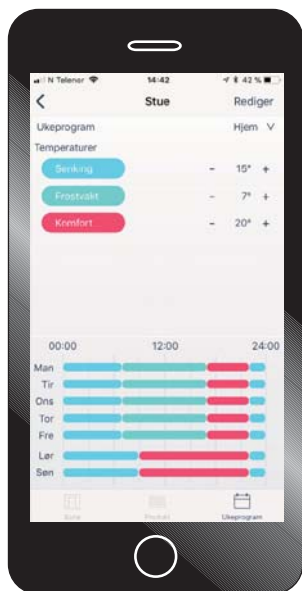 N Telenor 14:42 42 %
Stue Rediger
Ukeprogram Hjem
Temperaturer
Senking - 15° +
Frostvakt - 7° +
Komfort - 20° +
00:00 12:00 24:00
Man
Tir
Ons
Tor
Fre
Lør
Søn
Produkt Ukeprogram